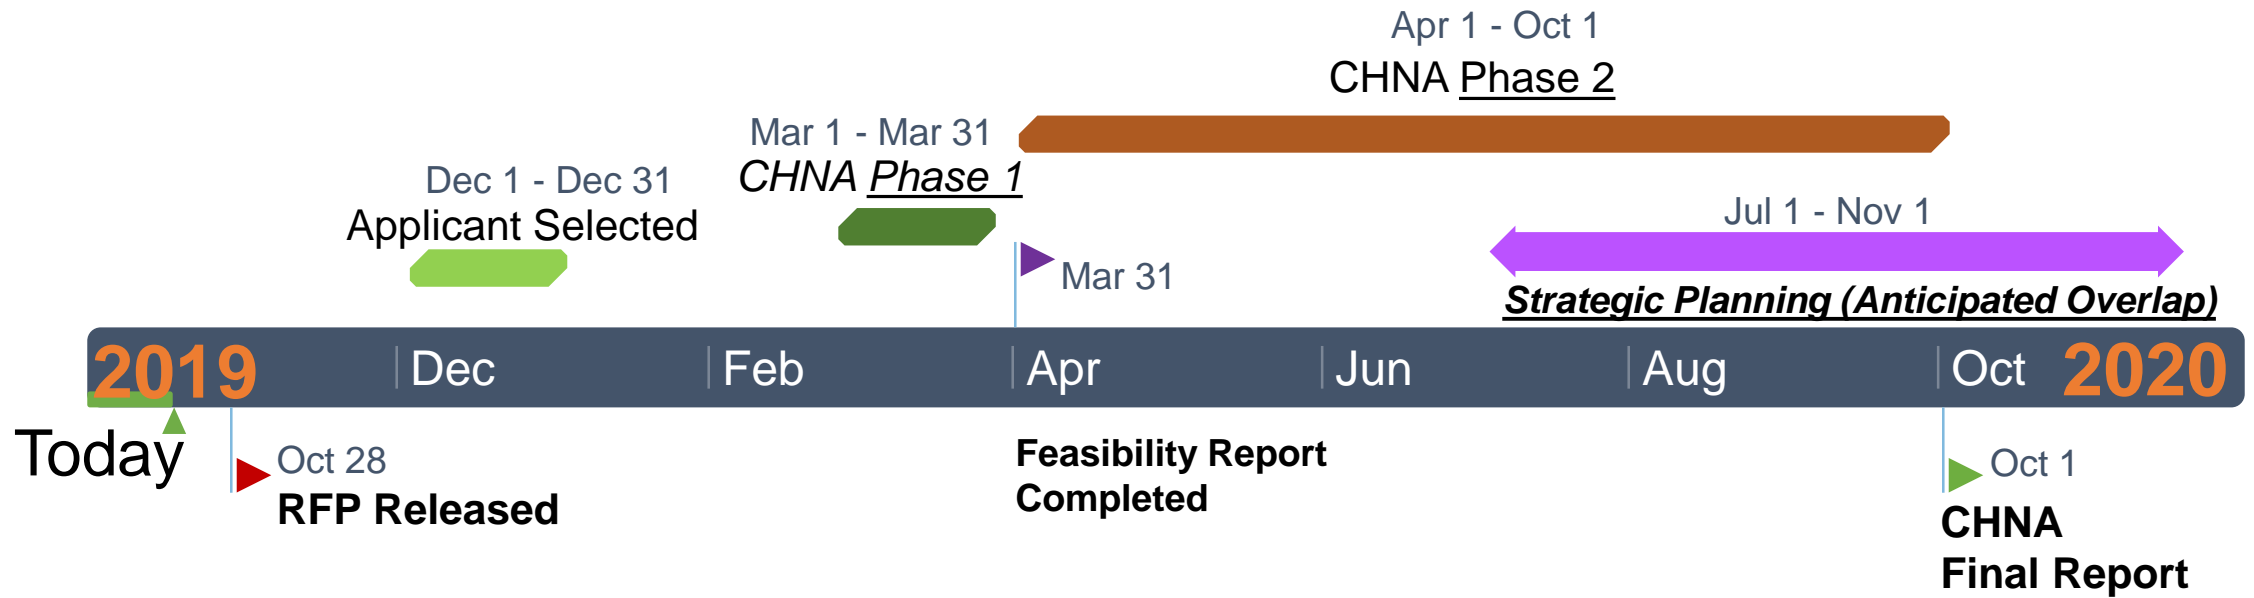 Apr 1 - Oct 1
CHNA Phase 2
Mar 1 - Mar 31
CHNA Phase 1
Dec 1 - Dec 31
Applicant Selected
Jul 1 - Nov 1
Strategic Planning (Anticipated Overlap)
Mar 31
2019 Dec Feb Apr Jun Aug Oct 2020
Today
Oct 28
RFP Released
Feasibility Report
Completed
Oct 1
CHNA
Final Report